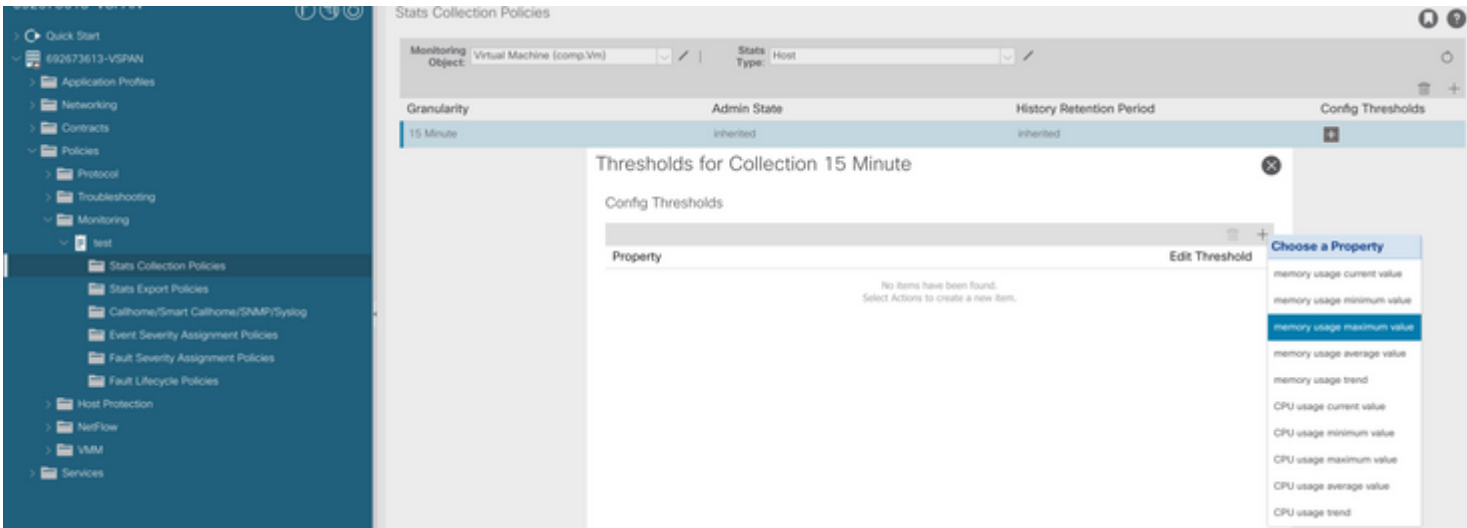 692673613-VSPAN
Quick Start
692673613-VSPAN
Application Profiles
Networking
Contracts
Policies
Protocol
Troubleshooting
Monitoring
test
Stats Collection Policies
Stats Export Policies
Callhome/Smart Callhome/SNMP/Syslog
Event Severity Assignment Policies
Fault Severity Assignment Policies
Fault Lifecycle Policies
Host Protection
NetFlow
VMM
Services
Stats Collection Policies
Monitoring Object: Virtual Machine (comp.Vm) Stats Type: Host
Granularity Admin State History Retention Period Config Thresholds
15 Minute inherited inherited
Thresholds for Collection 15 Minute
Config Thresholds
Property Edit Threshold
No items have been found.
Select Actions to create a new item.
Choose a Property
memory usage current value
memory usage minimum value
memory usage maximum value
memory usage average value
memory usage trend
CPU usage current value
CPU usage minimum value
CPU usage maximum value
CPU usage average value
CPU usage trend